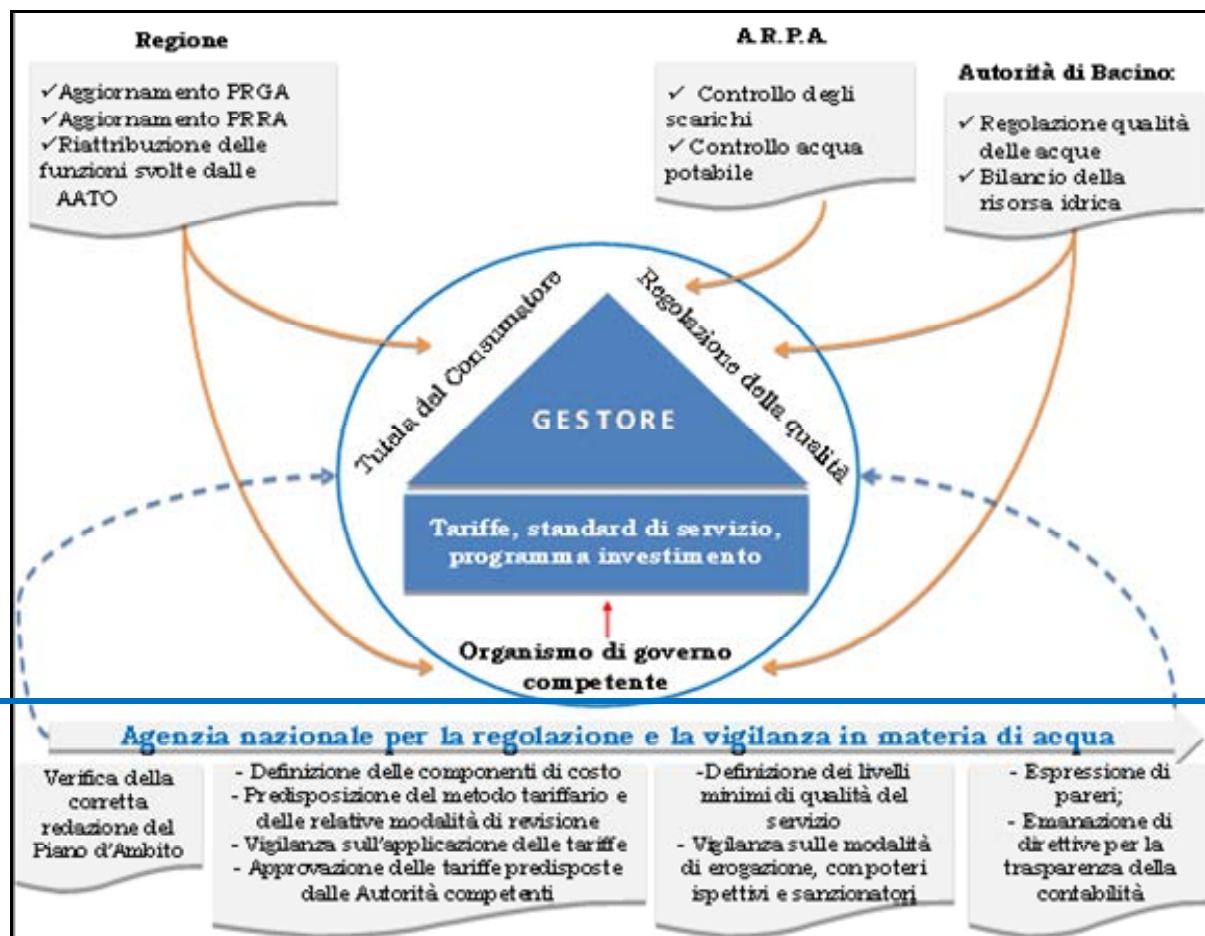 Regione
✓Aggiornamento PRGA
✓Aggiornamento PRRA
✓Riattribuzione delle
funzioni svolte dalle
AATO
A.R.P.A.
✓ Controllo degli
scarichi
✓ Controllo acqua
potabile
Autorità di Bacino:
✓ Regolazione qualità
delle acque
✓ Bilancio della
risorsa idrica
Tutela del Consumatore
Regolazione della qualità
GESTORE
Tariffe, standard di servizio,
programma investimento
Organismo di governo
competente
Agenzia nazionale per la regolazione e la vigilanza in materia di acqua
Verifica della
corretta
redazione del
Piano d'Ambito
- Definizione delle componenti di costo
- Predisposizione del metodo tariffario e
delle relative modalità di revisione
- Vigilanza sull'applicazione delle tariffe
- Approvazione delle tariffe predisposte
dalle Autorità competenti
-Definizione dei livelli
minimi di qualità del
servizio
- Vigilanza sulle modalità
di erogazione, conpoteri
ispettivi e sanzionatori
- Espressione di
pareri;
- Emanazione di
direttive per la
trasparenza della
contabilità